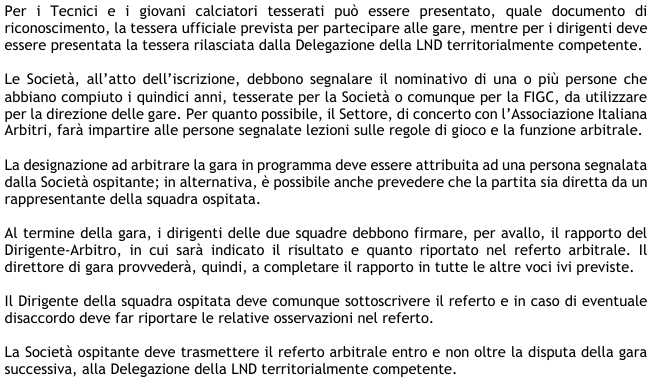 Per i Tecnici e i giovani calciatori tesserati può essere presentato, quale documento di
riconoscimento, la tessera ufficiale prevista per partecipare alle gare, mentre per i dirigenti deve
essere presentata la tessera rilasciata dalla Delegazione della LND territorialmente competente.
Le Società, all'atto dell'iscrizione, debbono segnalare il nominativo di una o più persone che
abbiano compiuto i quindici anni, tesserate per la Società o comunque per la FIGC, da utilizzare
per la direzione delle gare. Per quanto possibile, il Settore, di concerto con l'Associazione Italiana
Arbitri, farà impartire alle persone segnalate lezioni sulle regole di gioco e la funzione arbitrale.
La designazione ad arbitrare la gara in programma deve essere attribuita ad una persona segnalata
dalla Società ospitante; in alternativa, è possibile anche prevedere che la partita sia diretta da un
rappresentante della squadra ospitata.
Al termine della gara, i dirigenti delle due squadre debbono firmare, per avallo, il rapporto del
Dirigente-Arbitro, in cui sarà indicato il risultato e quanto riportato nel referto arbitrale. Il
direttore di gara provvederà, quindi, a completare il rapporto in tutte le altre voci ivi previste.
Il Dirigente della squadra ospitata deve comunque sottoscrivere il referto e in caso di eventuale
disaccordo deve far riportare le relative osservazioni nel referto.
La Società ospitante deve trasmettere il referto arbitrale entro e non oltre la disputa della gara
successiva, alla Delegazione della LND territorialmente competente.